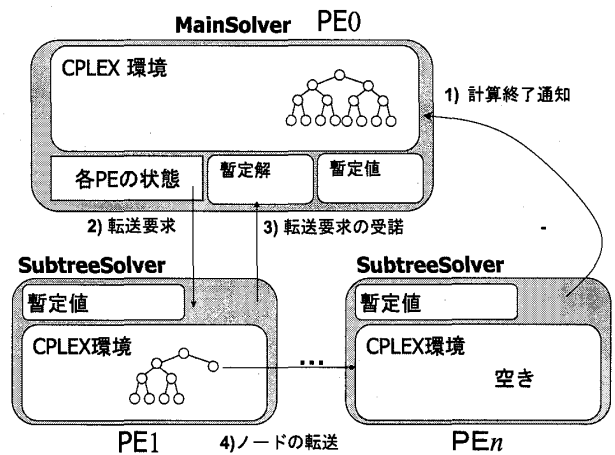 MainSolver PE0
CPLEX 環境
1) 計算終了通知
各PEの状態
暫定解
暫定値
2) 転送要求
3) 転送要求の受諾
SubtreeSolver
SubtreeSolver
暫定値
暫定値
CPLEX環境
CPLEX環境
...
空き
PE1
4)ノードの転送
PEn